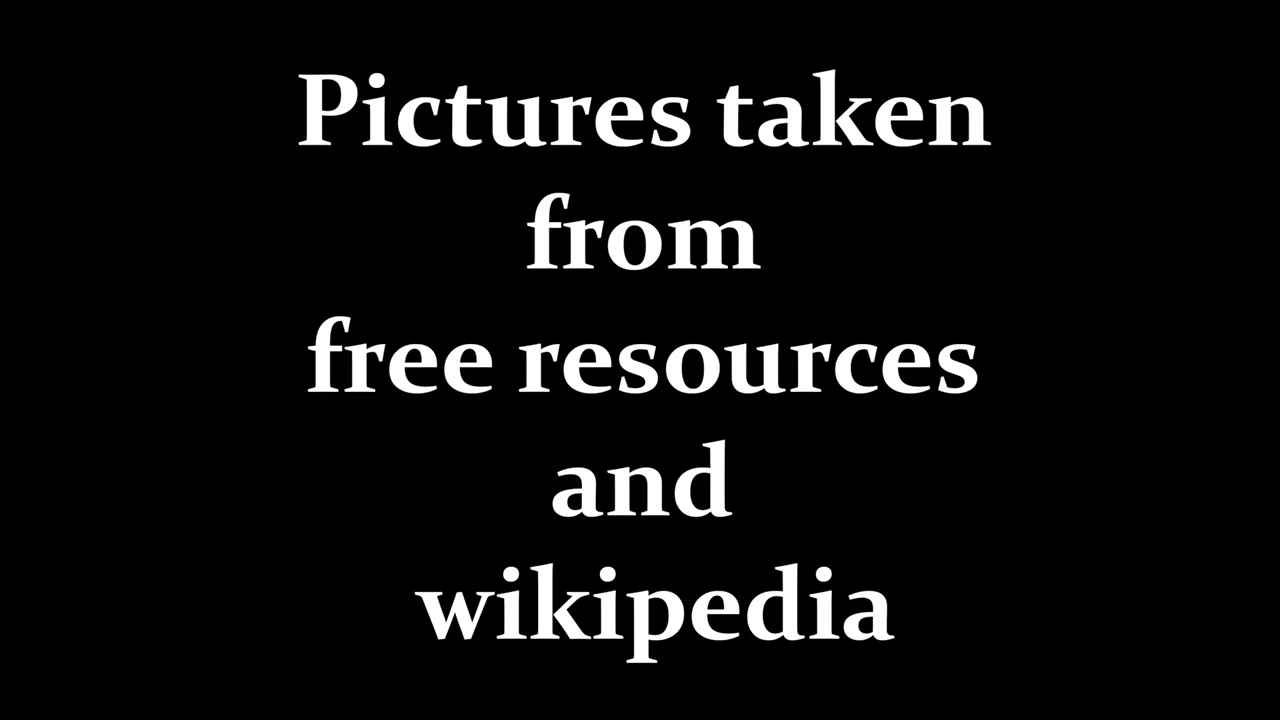 Pictures taken
from
free resources
and
wikipedia